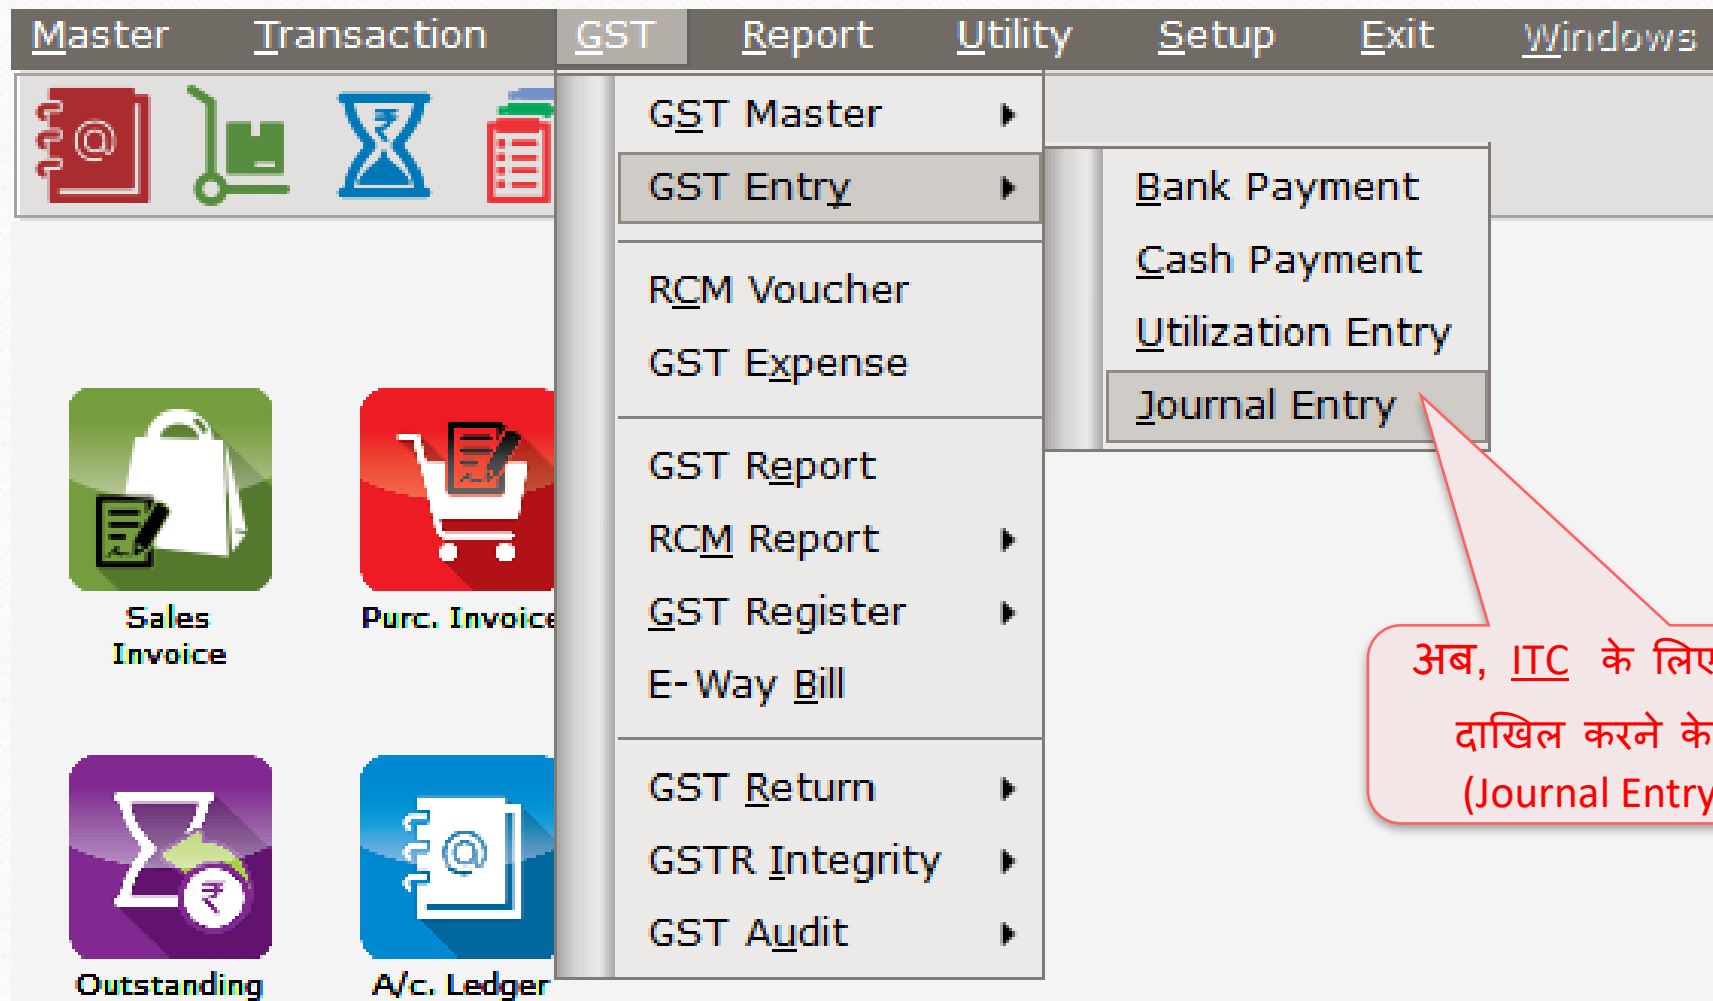 Master Transaction GST Report Utility Setup Exit Windows
GST Master
GST Entry
RCM Voucher
GST Expense
GST Report
RCM Report
GST Register
E-Way Bill
GST Return
GSTR Integrity
GST Audit
Bank Payment
Cash Payment
Utilization Entry
Journal Entry
Sales
Invoice
Purc. Invoice
Outstanding
A/c. Ledger
अब, ITC के लिए
दाखिल करने के
(Journal Entry